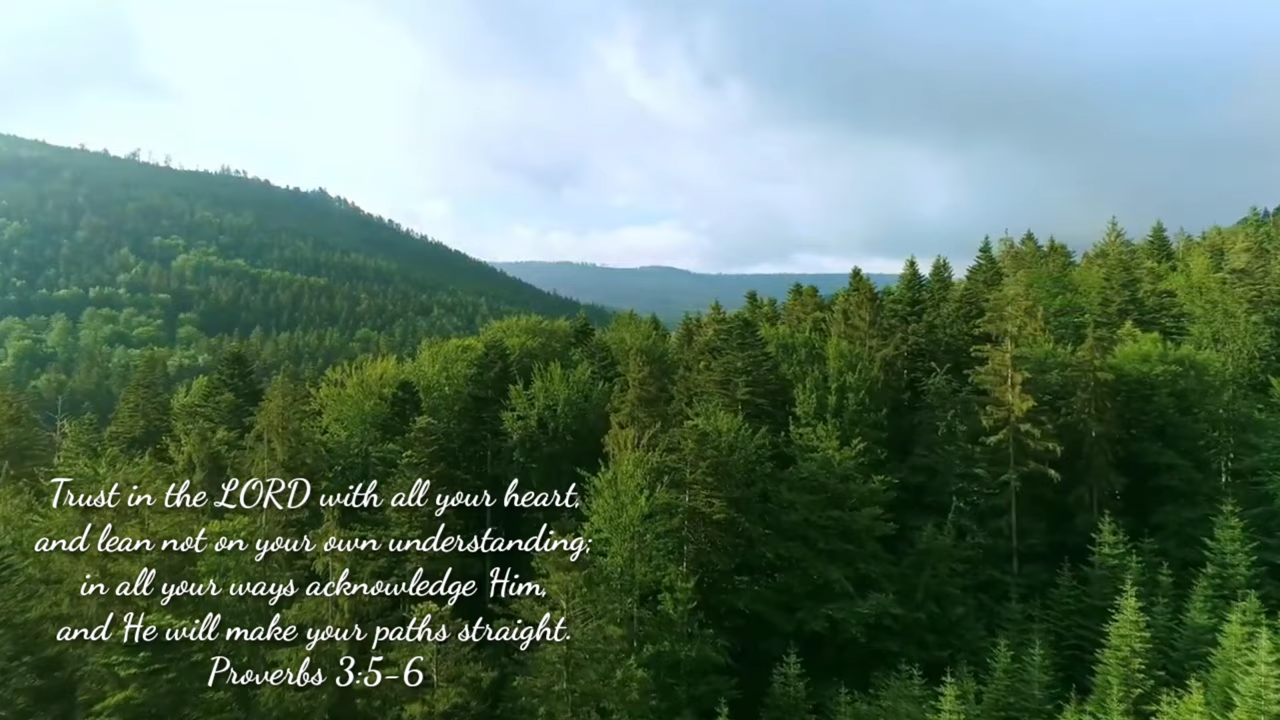 Trust in the LORD with all your heart,
and lean not on your own understanding;
in all your ways acknowledge Him,
and He will make your paths straight.
Proverbs 3:5-6